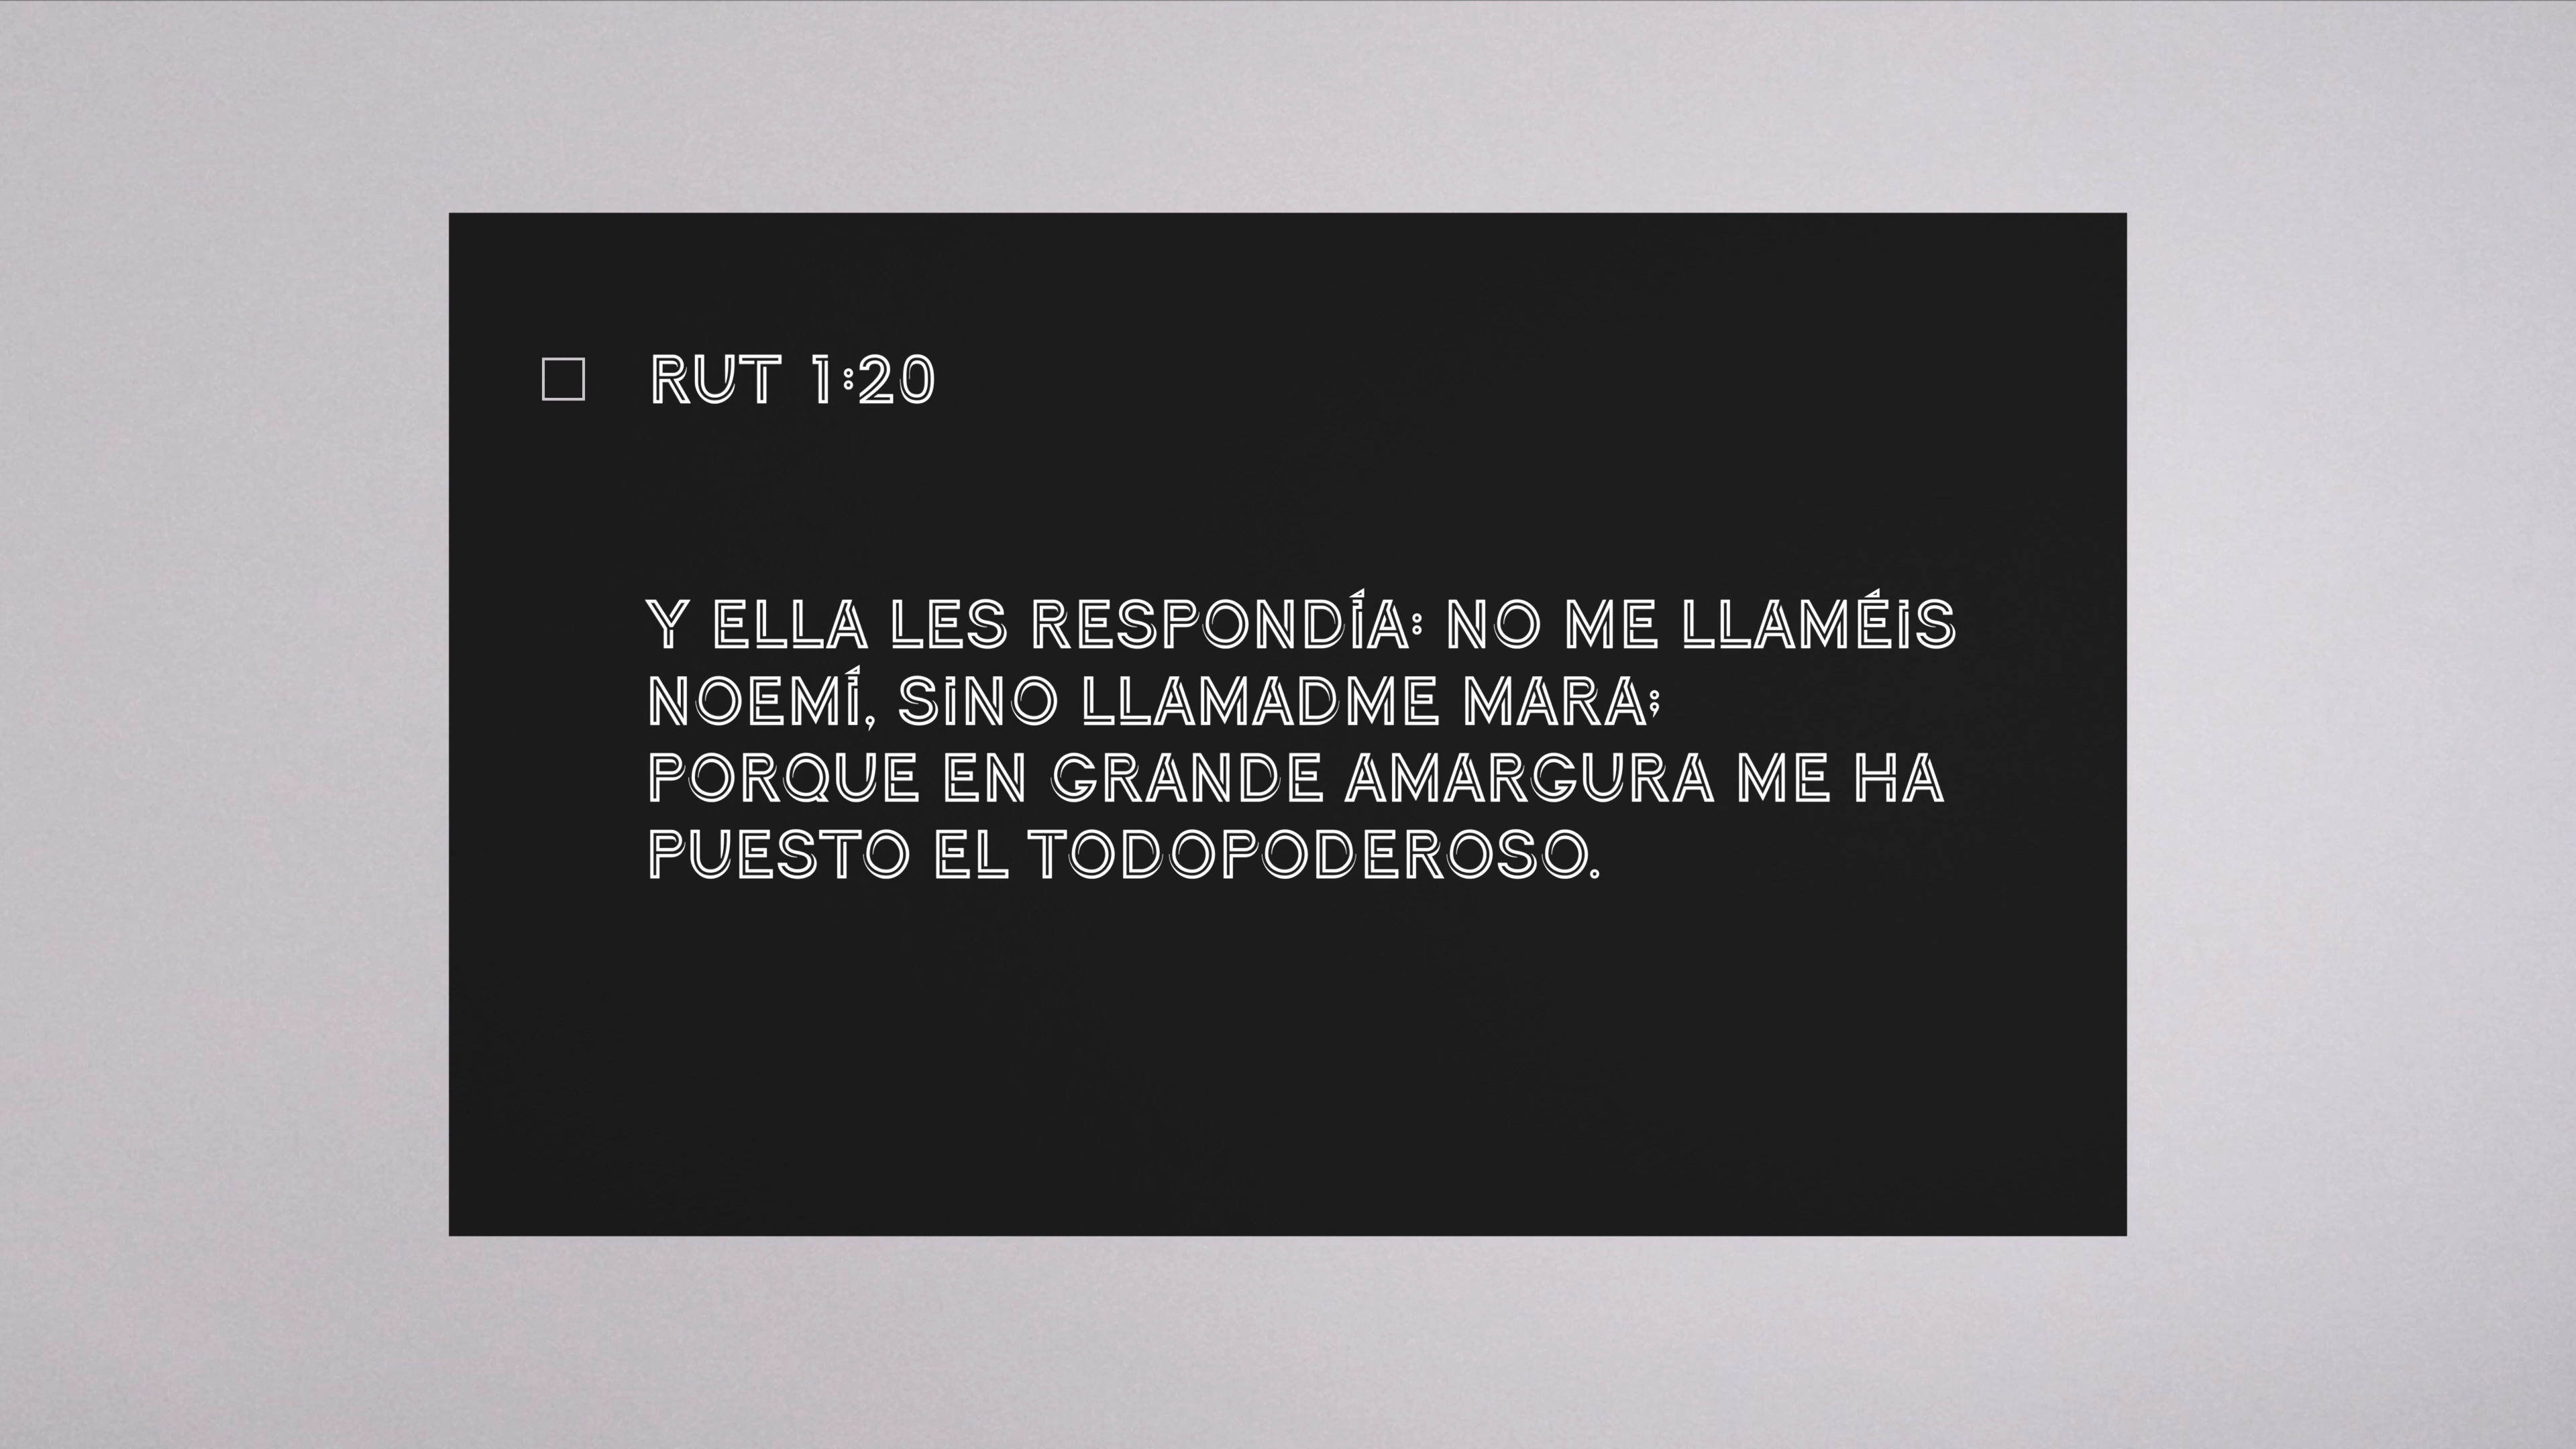 RUT 1:20
Y ELLA LES RESPONDÍA: NO ME LLAMÉIS
NOEMÍ, SINO LLAMADME MARA;
PORQUE EN GRANDE AMARGURA ME HA
PUESTO EL TODOPODEROSO.